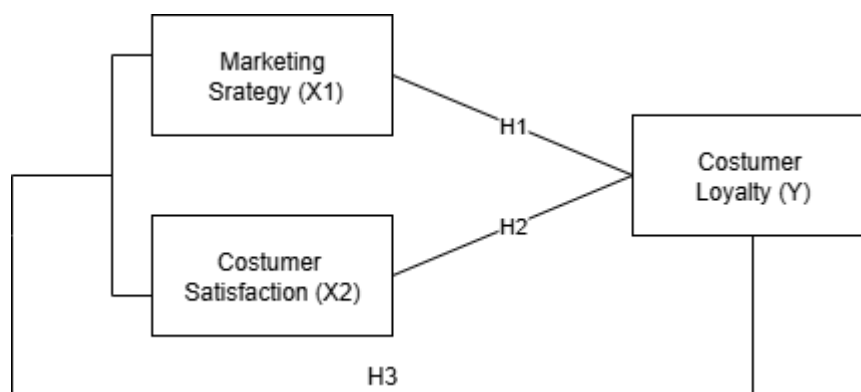 Marketing
Srategy (X1)
H1
Costumer
Loyalty (Y)
H2
Costumer
Satisfaction (X2)
H3